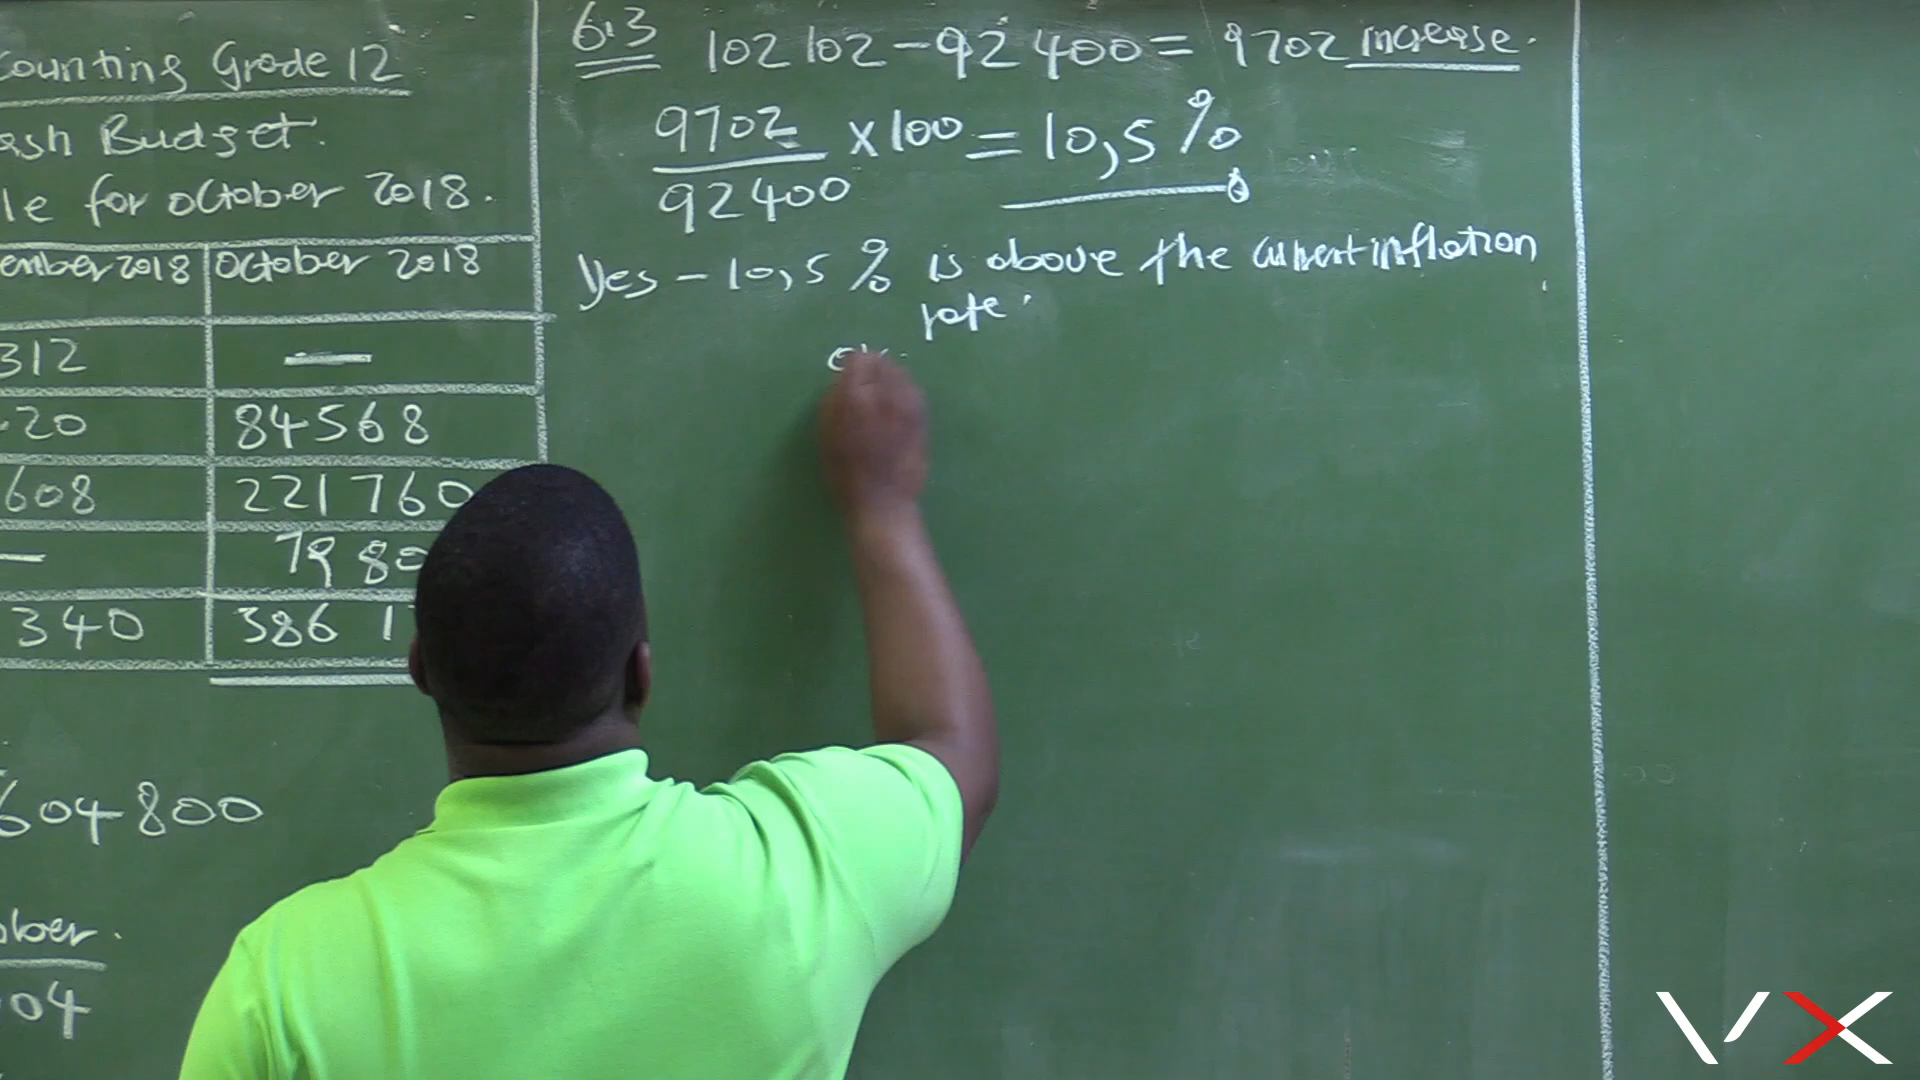 counting Grade 12
ash Budget.
le for October 2018.
ember 2018 October 2018
312 —
20 84568
608 221760
— 7980
340 386 1
604800
ober.
04
6.3 102 102 - 92 400 = 9702 increase.
9702 x 100 = 10,5 %
92400
Yes - 10,5 % is above the current inflation
rate.
VX